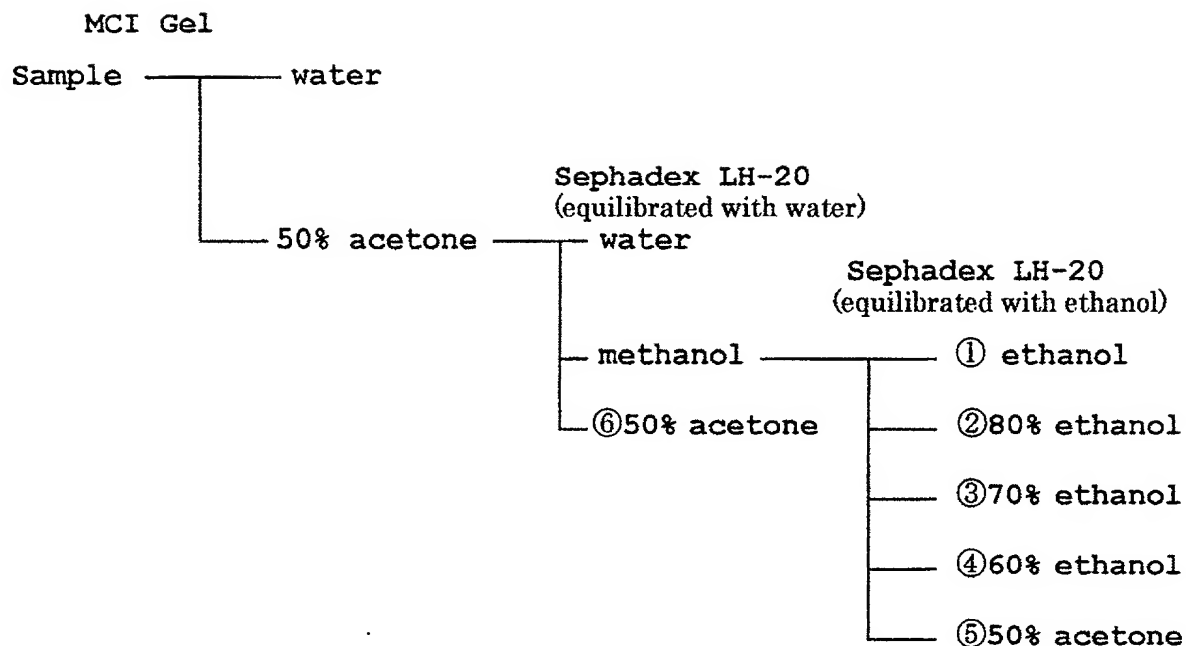 MCI Gel
Sample water
Sephadex LH-20
(equilibrated with water)
50% acetone water
Sephadex LH-20
(equilibrated with ethanol)
methanol ① ethanol
⑥50% acetone ②80% ethanol
③70% ethanol
④60% ethanol
⑤50% acetone